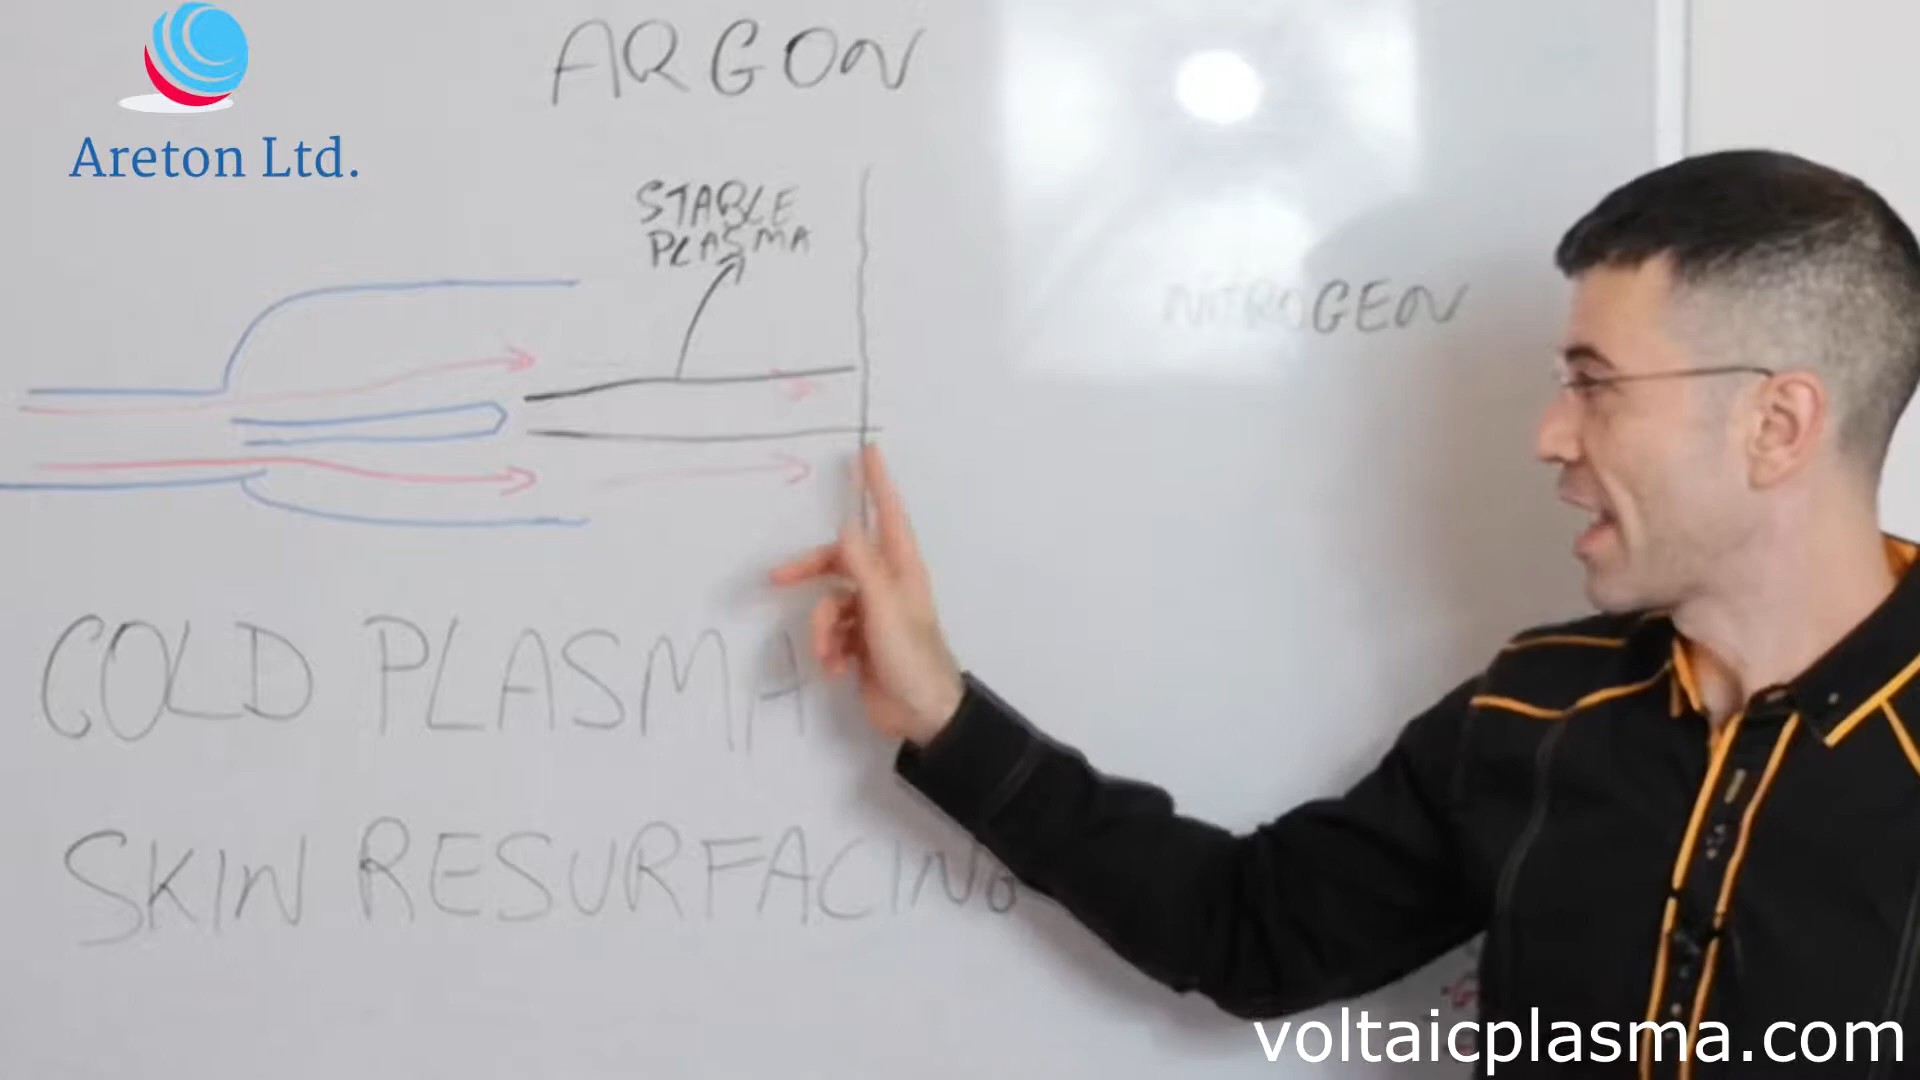 ARGON
Areton Ltd.
STABLE
PLASMA
NITROGEN
COLD PLASMA
SKIN RESURFACING
voltaicplasma.com